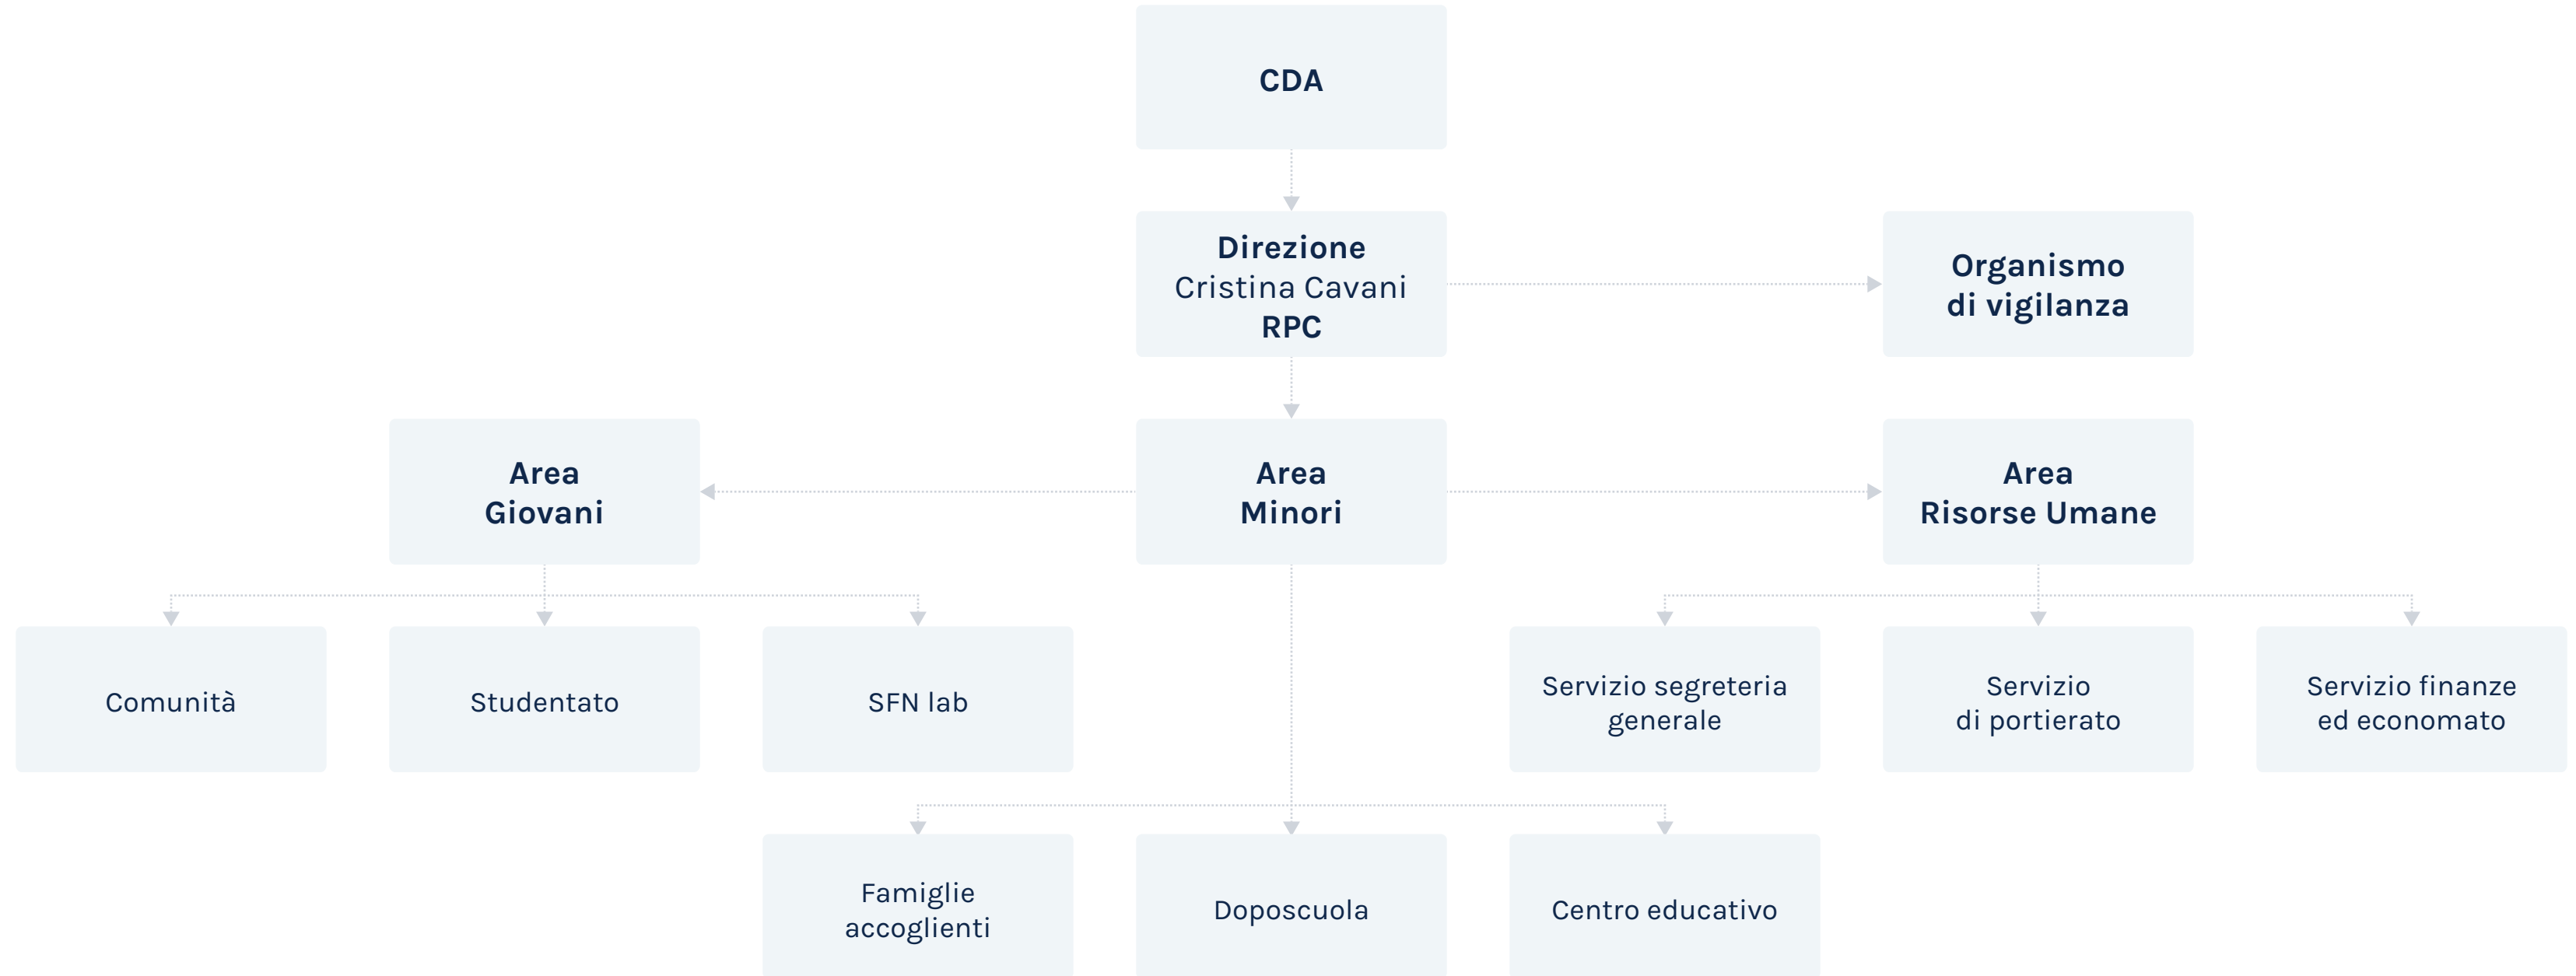 CDA
Direzione
Cristina Cavani
RPC
Organismo
di vigilanza
Area
Giovani
Area
Minori
Area
Risorse Umane
Comunità
Studentato
SFN lab
Servizio segreteria
generale
Servizio
di portierato
Servizio finanze
ed economato
Famiglie
accoglienti
Doposcuola
Centro educativo